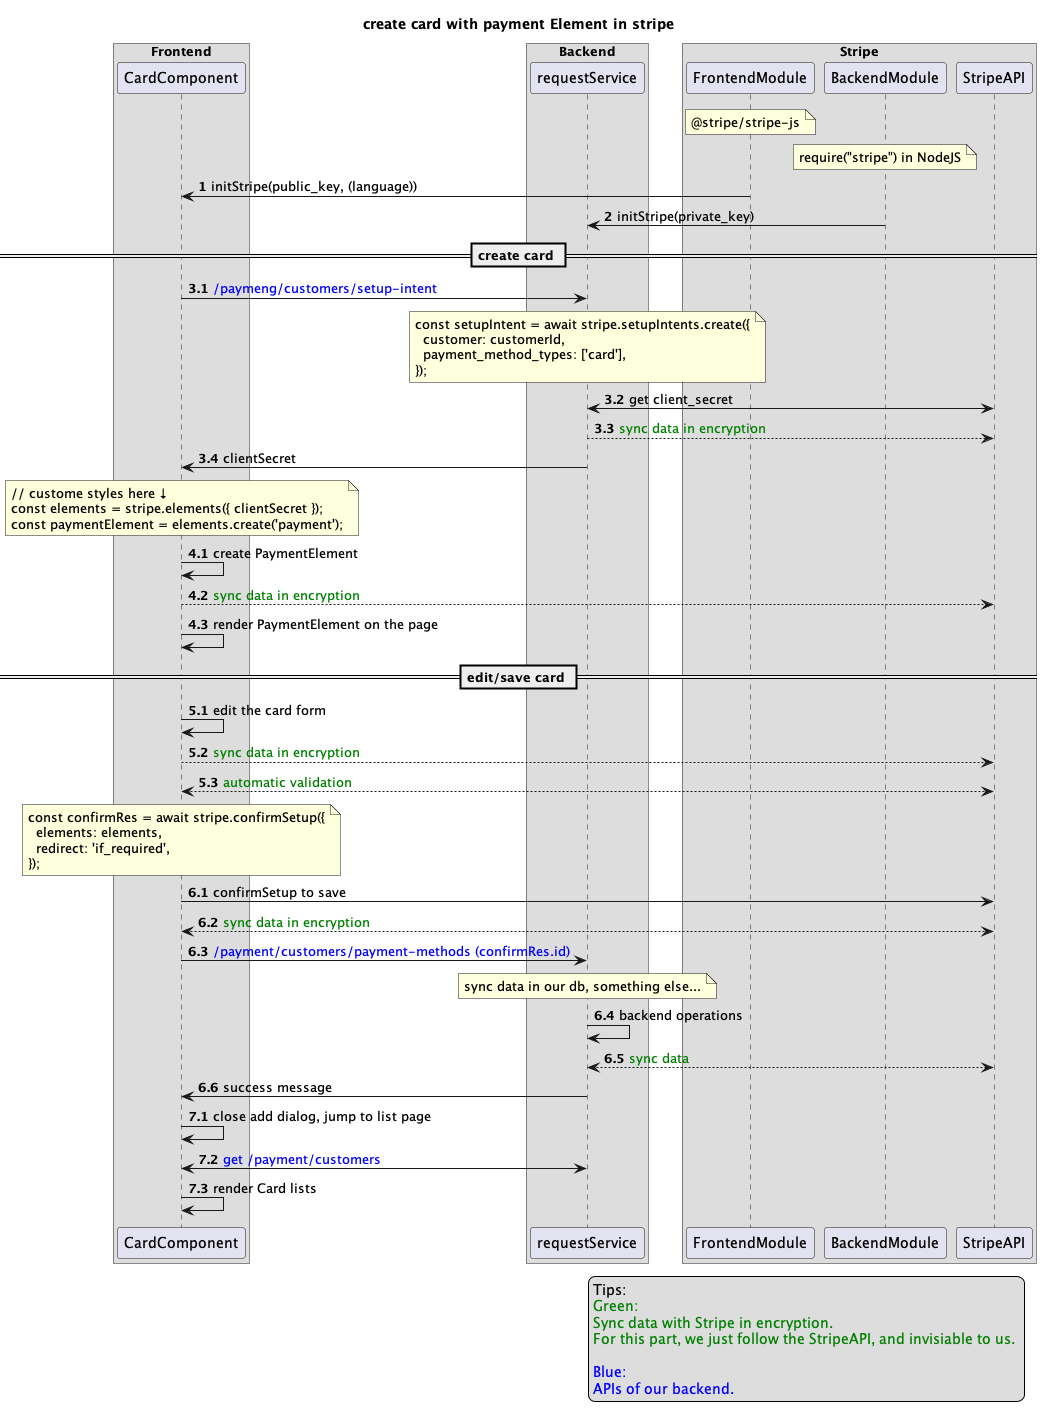 create card with payment Element in stripe
Frontend
Backend
Stripe
CardComponent
requestService
FrontendModule
BackendModule
StripeAPI
@stripe/stripe-js
require("stripe") in NodeJS
1 initStripe(public_key, (language))
2 initStripe(private_key)
create card
3.1 /paymeng/customers/setup-intent
const setupIntent = await stripe.setupIntents.create({
customer: customerId,
payment_method_types: ['card'],
});
3.2 get client_secret
3.3 sync data in encryption
3.4 clientSecret
// custome styles here ↓
const elements = stripe.elements({ clientSecret });
const paymentElement = elements.create('payment');
4.1 create PaymentElement
4.2 sync data in encryption
4.3 render PaymentElement on the page
edit/save card
5.1 edit the card form
5.2 sync data in encryption
5.3 automatic validation
const confirmRes = await stripe.confirmSetup({
elements: elements,
redirect: 'if_required',
});
6.1 confirmSetup to save
6.2 sync data in encryption
6.3 /payment/customers/payment-methods (confirmRes.id)
sync data in our db, something else...
6.4 backend operations
6.5 sync data
6.6 success message
7.1 close add dialog, jump to list page
7.2 get /payment/customers
7.3 render Card lists
CardComponent
requestService
FrontendModule
BackendModule
StripeAPI
Tips:
Green:
Sync data with Stripe in encryption.
For this part, we just follow the StripeAPI, and invisiable to us.
Blue:
APIs of our backend.